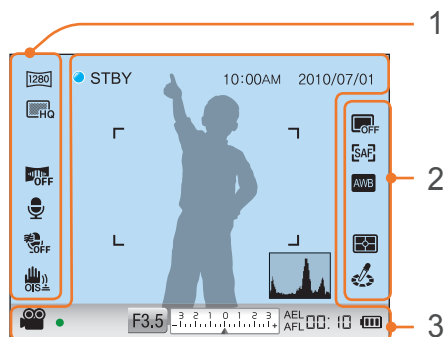 1
1280
STBY 10:00AM 2010/07/01
HQ
OFF
SAF
OFF
AWB
2
OFF
OIS
F3.5 3 2 1 0 1 2 3 AEL
- + AFL 00:10
3